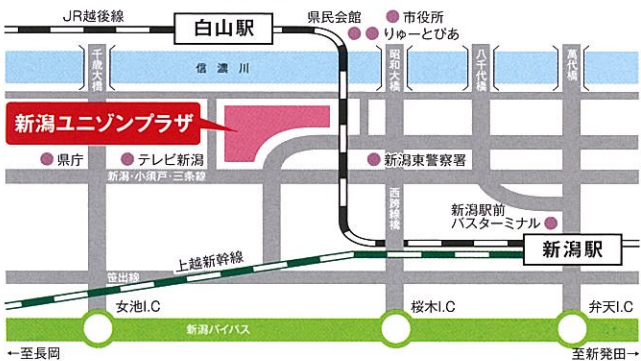 JR越後線
白山駅
県民会館
市役所
りゅーとぴあ
千歳大橋
信濃川
昭和大橋
八千代橋
萬代橋
新潟ユニゾンプラザ
県庁
テレビ新潟
新潟東警察署
新潟・小須戸・三条線
西跨線橋
新潟駅前
バスターミナル
新潟駅
上越新幹線
笹出線
女池I.C
桜木I.C
弁天I.C
新潟バイパス
←至長岡
至新発田→